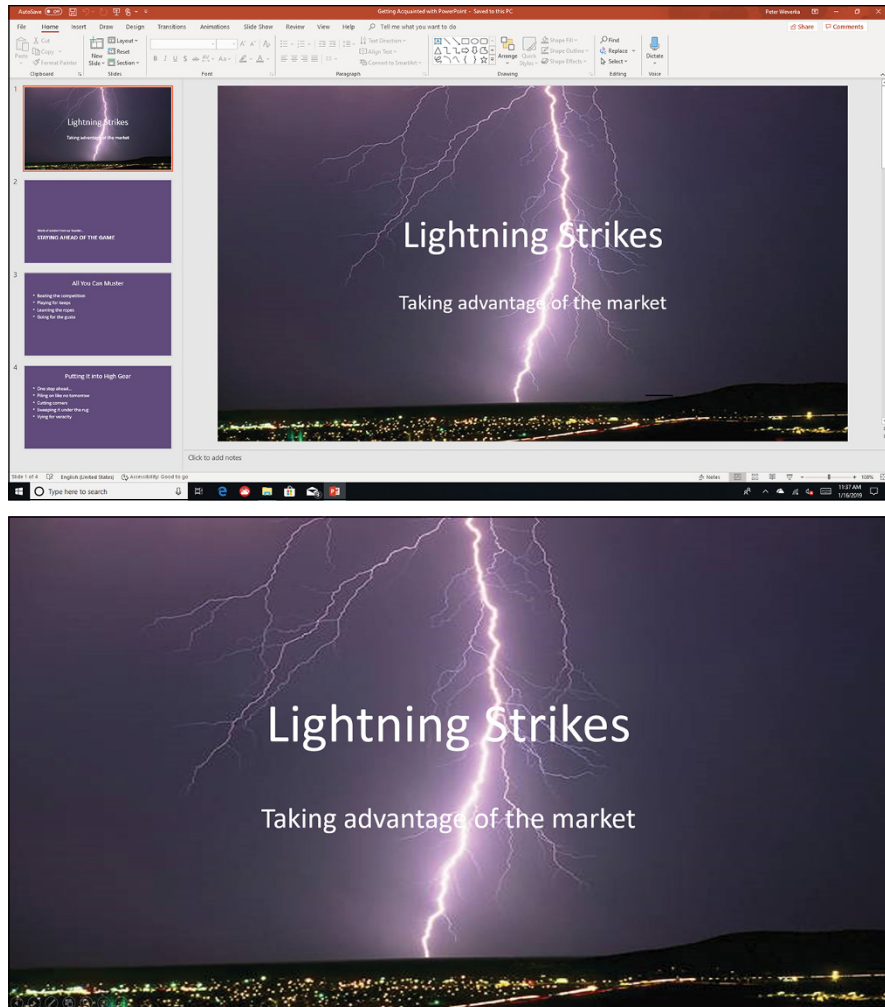 AutoSave Off Getting Acquainted with PowerPoint - Saved to this PC Peter Weverka
File Home Insert Draw Design Transitions Animations Slide Show Review View Help Tell me what you want to do Share Comments
Paste
Cut
Copy
Format Painter
Clipboard
New Slide
Layout
Reset
Section
Slides
B I U S
Font
Text Direction
Align Text
Convert to SmartArt
Paragraph
Arrange
Quick Styles
Shape Fill
Shape Outline
Shape Effects
Drawing
Find
Replace
Select
Editing
Dictate
Voice
1
Lightning Strikes
Taking advantage of the market
2
STAYING AHEAD OF THE GAME
3
All You Can Muster
• Beating the competition
• Playing for keeps
• Learning the ropes
• Going for the gusto
4
Putting It into High Gear
• One step ahead...
• Piling on like no tomorrow
• Cutting corners
• Sweeping it under the rug
• Vying for veracity
Lightning Strikes
Taking advantage of the market
Click to add notes
Slide 1 of 4 English (United States) Accessibility: Good to go Notes 108%
Type here to search
11:37 AM
1/16/2019
Lightning Strikes
Taking advantage of the market